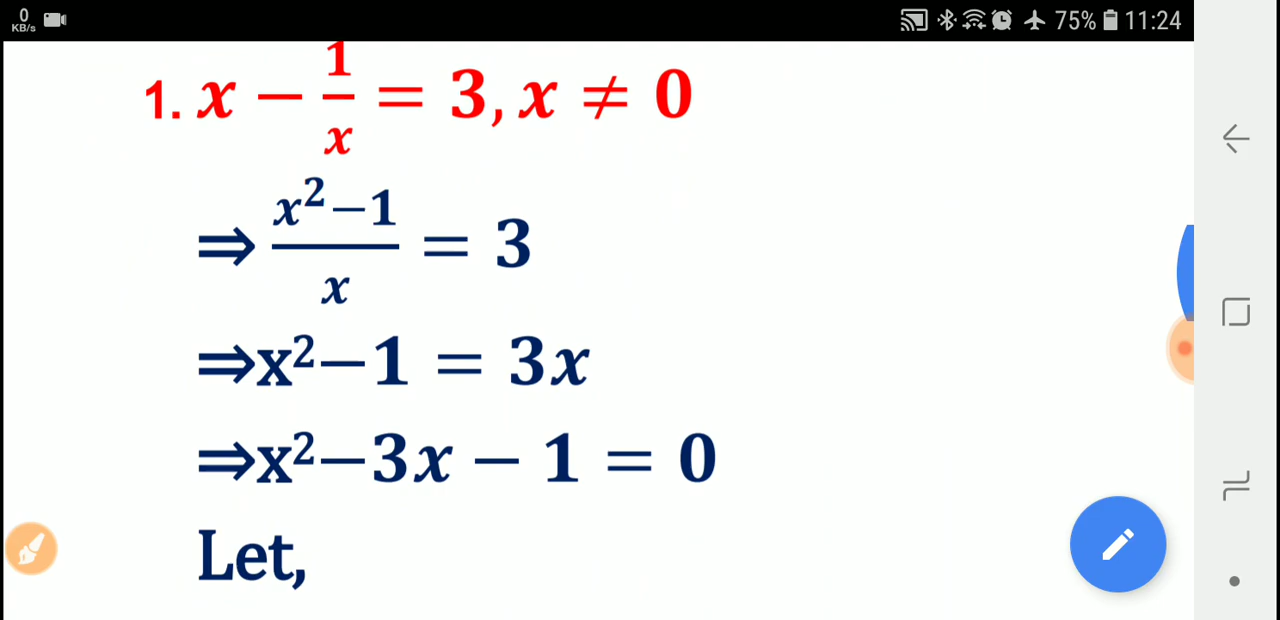 0
KB/s
75% 11:24
1. x − 1/x = 3, x ≠ 0
⇒ x²−1/x = 3
⇒x²−1 = 3x
⇒x²−3x − 1 = 0
Let,